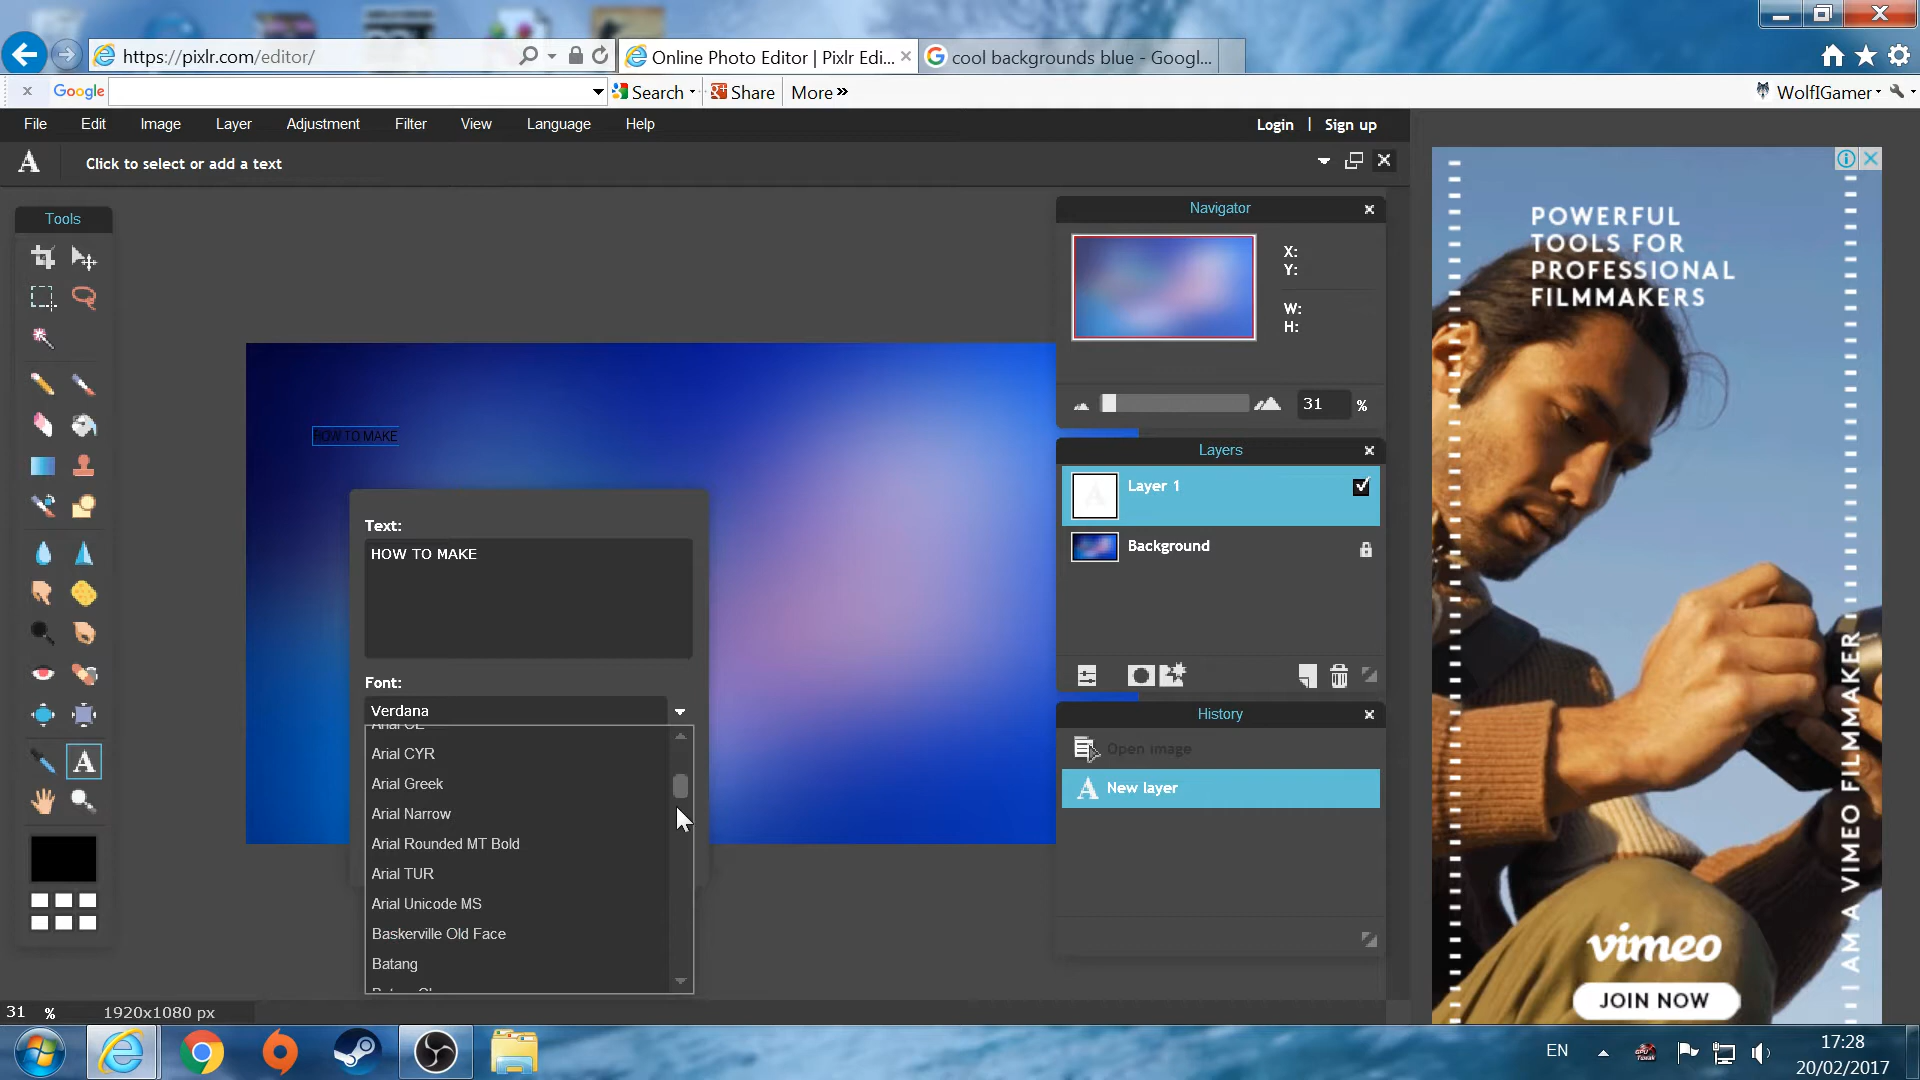 https://pixlr.com/editor/
Online Photo Editor | Pixlr Edi...
cool backgrounds blue - Googl...
x Google
Search
Share
More »
WolfIGamer
File Edit Image Layer Adjustment Filter View Language Help
Login | Sign up
A Click to select or add a text
Tools
Navigator
X:
Y:
W:
H:
31 %
HOW TO MAKE
Layers
Layer 1
Background
Text:
HOW TO MAKE
Font:
Verdana
Arial CYR
Arial Greek
Arial Narrow
Arial Rounded MT Bold
Arial TUR
Arial Unicode MS
Baskerville Old Face
Batang
History
Open image
New layer
POWERFUL
TOOLS FOR
PROFESSIONAL
FILMMAKERS
I AM A VIMEO FILMMAKER
vimeo
JOIN NOW
31 % 1920x1080 px
EN
17:28
20/02/2017